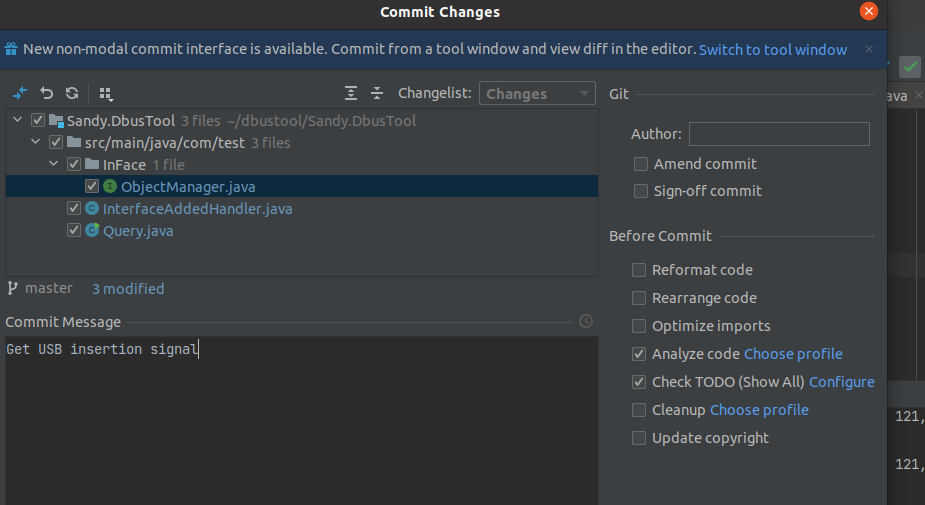 Commit Changes
New non-modal commit interface is available. Commit from a tool window and view diff in the editor. Switch to tool window
Changelist: Changes
Sandy.DbusTool 3 files ~/dbustool/Sandy.DbusTool
src/main/java/com/test 3 files
InFace 1 file
I ObjectManager.java
C InterfaceAddedHandler.java
C Query.java
master 3 modified
Commit Message
Get USB insertion signal
Git
Author:
Amend commit
Sign-off commit
Before Commit
Reformat code
Rearrange code
Optimize imports
Analyze code Choose profile
Check TODO (Show All) Configure
Cleanup Choose profile
Update copyright
ava
121,
121,